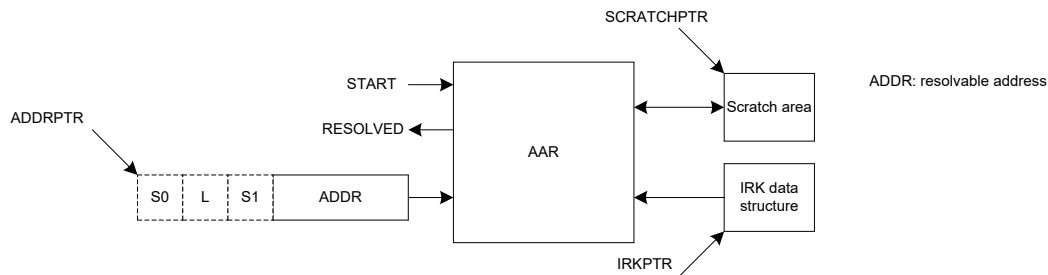 SCRATCHPTR
START
ADDR: resolvable address
Scratch area
ADDRPTR
RESOLVED
AAR
S0 L S1 ADDR
IRK data
structure
IRKPTR